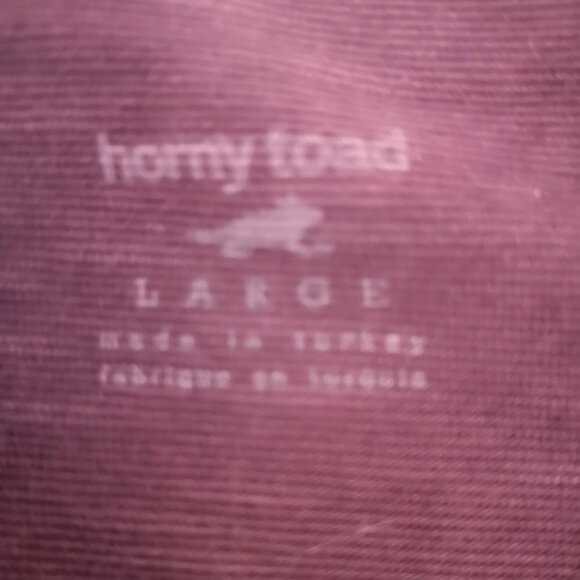 horny toad
LARGE
made in turkey
fabrique en turquie